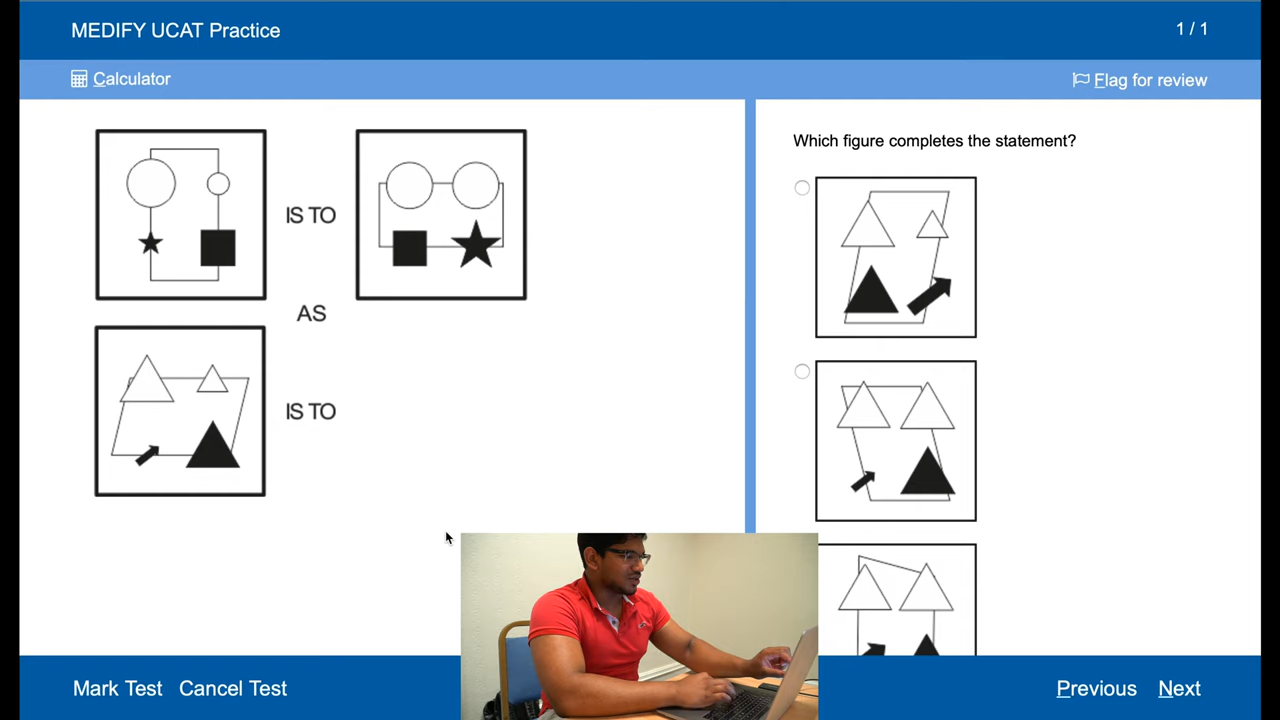 MEDIFY UCAT Practice
1 / 1
Calculator
Flag for review
IS TO
AS
IS TO
Which figure completes the statement?
Mark Test
Cancel Test
Previous
Next